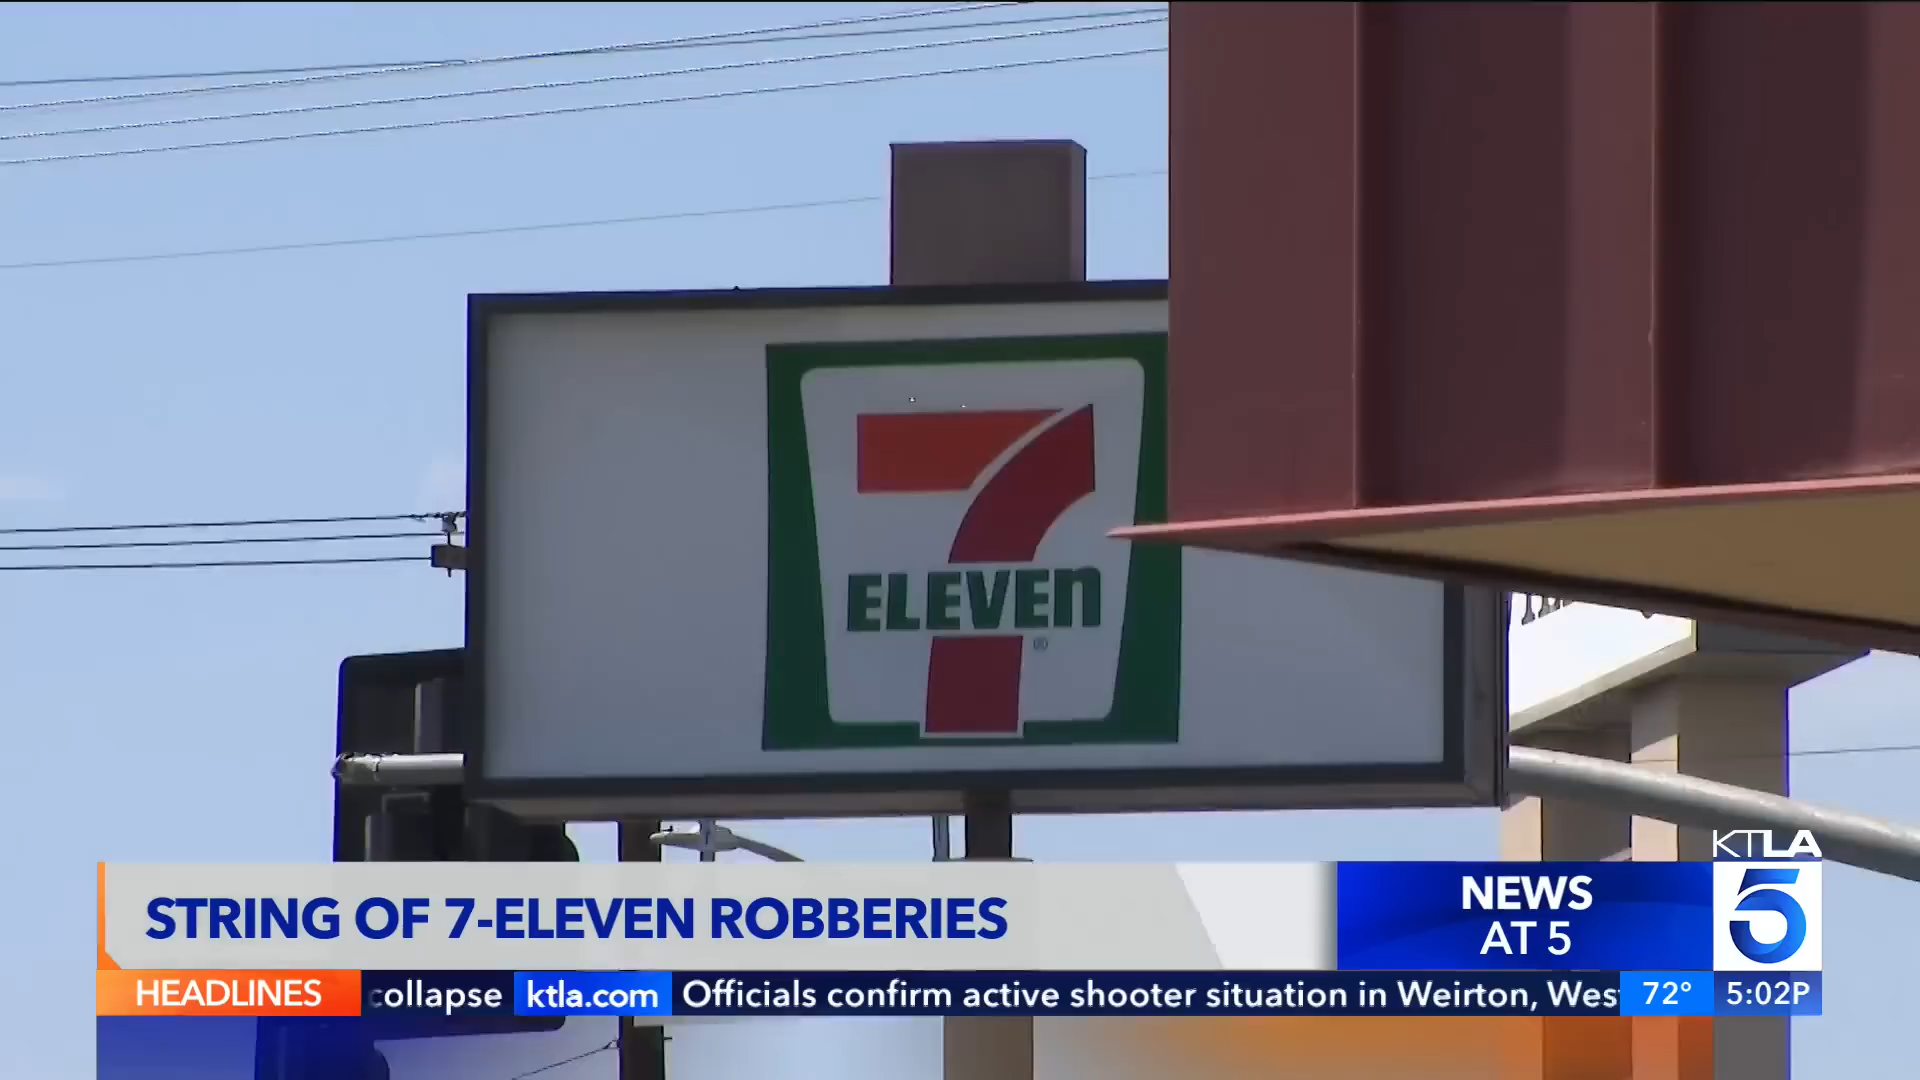 7
ELEVEn
®
KTLA
5
STRING OF 7-ELEVEN ROBBERIES
NEWS
AT 5
HEADLINES
collapse ktla.com Officials confirm active shooter situation in Weirton, Wes
72° 5:02P